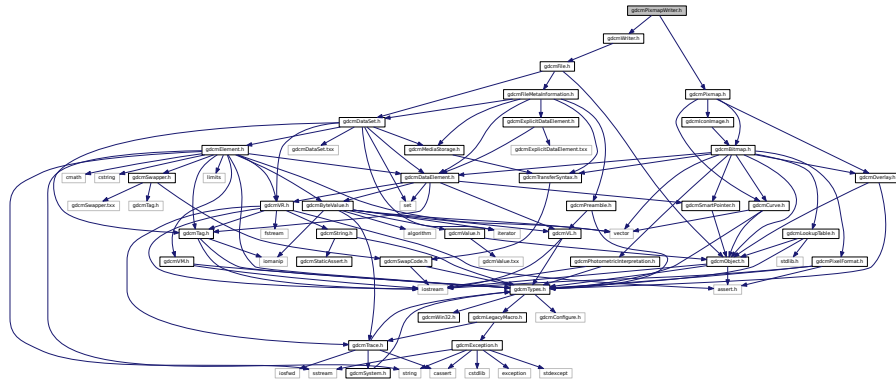 gdcmPixmapWriter.h
gdcmWriter.h
gdcmFile.h
gdcmFileMetaInformation.h
gdcmPixmap.h
gdcmDataSet.h
gdcmExplicitDataElement.h
gdcmIconImage.h
gdcmElement.h
gdcmDataSet.txx
gdcmMediaStorage.h
gdcmExplicitDataElement.txx
gdcmBitmap.h
cmath
cstring
gdcmSwapper.h
limits
gdcmDataElement.h
gdcmTransferSyntax.h
gdcmOverlay.h
gdcmSwapper.txx
gdcmTag.h
gdcmVR.h
gdcmByteValue.h
set
gdcmPreamble.h
gdcmSmartPointer.h
gdcmCurve.h
gdcmTag.h
fstream
gdcmString.h
algorithm
gdcmValue.h
iterator
gdcmVL.h
vector
gdcmLookupTable.h
gdcmVM.h
iomanip
gdcmStaticAssert.h
gdcmSwapCode.h
gdcmValue.txx
gdcmPhotometricInterpretation.h
gdcmObject.h
stdlib.h
gdcmPixelFormat.h
iostream
gdcmTypes.h
assert.h
gdcmWin32.h
gdcmLegacyMacro.h
gdcmConfigure.h
gdcmTrace.h
gdcmException.h
iosfwd
sstream
gdcmSystem.h
string
cassert
cstdlib
exception
stdexcept